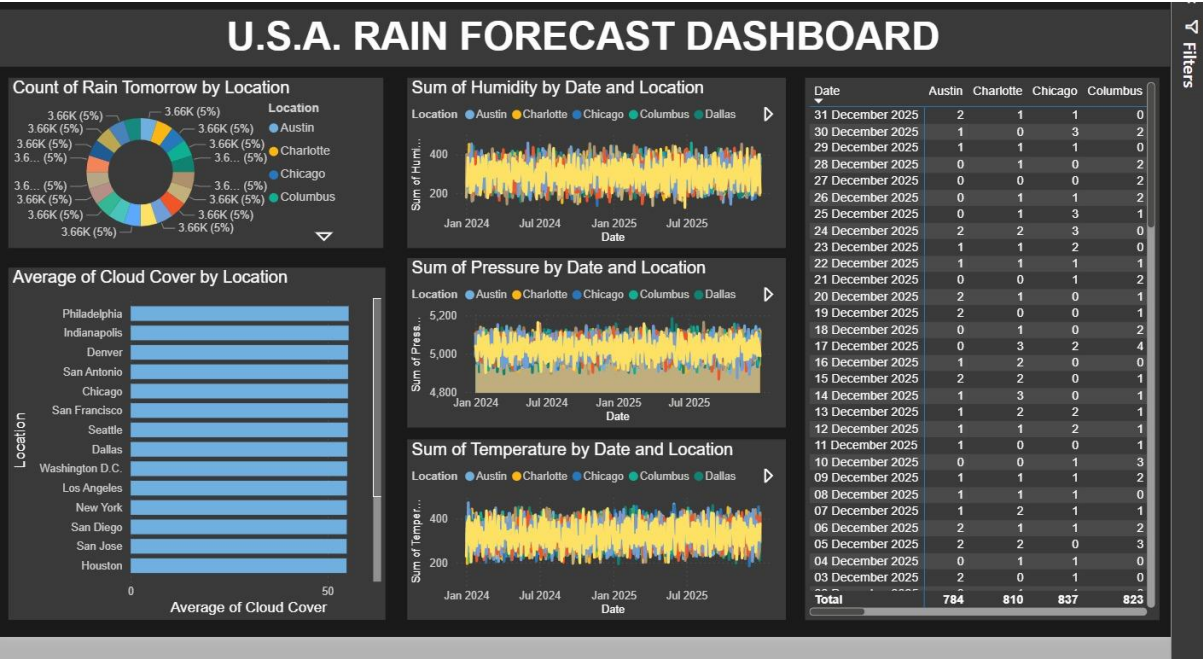 U.S.A. RAIN FORECAST DASHBOARD
Filters
Count of Rain Tomorrow by Location
3.66K (5%)
3.66K (5%)
3.66K (5%)
3.6... (5%)
3.6... (5%)
3.66K (5%)
3.66K (5%)
3.66K (5%)
3.66K (5%)
3.66K (5%)
3.66K (5%)
3.6... (5%)
3.6... (5%)
3.66K (5%)
3.66K (5%)
3.66K (5%)
Location
Austin
Charlotte
Chicago
Columbus
Average of Cloud Cover by Location
Location
Philadelphia
Indianapolis
Denver
San Antonio
Chicago
San Francisco
Seattle
Dallas
Washington D.C.
Los Angeles
New York
San Diego
San Jose
Houston
0 50
Average of Cloud Cover
Sum of Humidity by Date and Location
Location Austin Charlotte Chicago Columbus Dallas
Sum of Humi...
400
200
Jan 2024 Jul 2024 Jan 2025 Jul 2025
Date
Sum of Pressure by Date and Location
Location Austin Charlotte Chicago Columbus Dallas
Sum of Press...
5,200
5,000
4,800
Jan 2024 Jul 2024 Jan 2025 Jul 2025
Date
Sum of Temperature by Date and Location
Location Austin Charlotte Chicago Columbus Dallas
Sum of Temper...
400
200
Jan 2024 Jul 2024 Jan 2025 Jul 2025
Date
Date Austin Charlotte Chicago Columbus
31 December 2025 2 1 1 0
30 December 2025 1 0 3 2
29 December 2025 1 1 1 0
28 December 2025 0 1 0 2
27 December 2025 0 0 0 2
26 December 2025 0 1 1 2
25 December 2025 0 1 3 1
24 December 2025 2 2 3 0
23 December 2025 1 1 2 0
22 December 2025 1 1 1 1
21 December 2025 0 0 1 2
20 December 2025 2 1 0 1
19 December 2025 2 0 0 1
18 December 2025 0 1 0 2
17 December 2025 0 3 2 4
16 December 2025 1 2 0 0
15 December 2025 2 2 0 1
14 December 2025 1 3 0 1
13 December 2025 1 2 2 1
12 December 2025 1 1 2 1
11 December 2025 1 0 0 1
10 December 2025 0 0 1 3
09 December 2025 1 1 1 2
08 December 2025 1 1 1 0
07 December 2025 1 2 1 1
06 December 2025 2 1 1 2
05 December 2025 2 2 0 3
04 December 2025 0 1 1 0
03 December 2025 2 0 1 0
Total 784 810 837 823